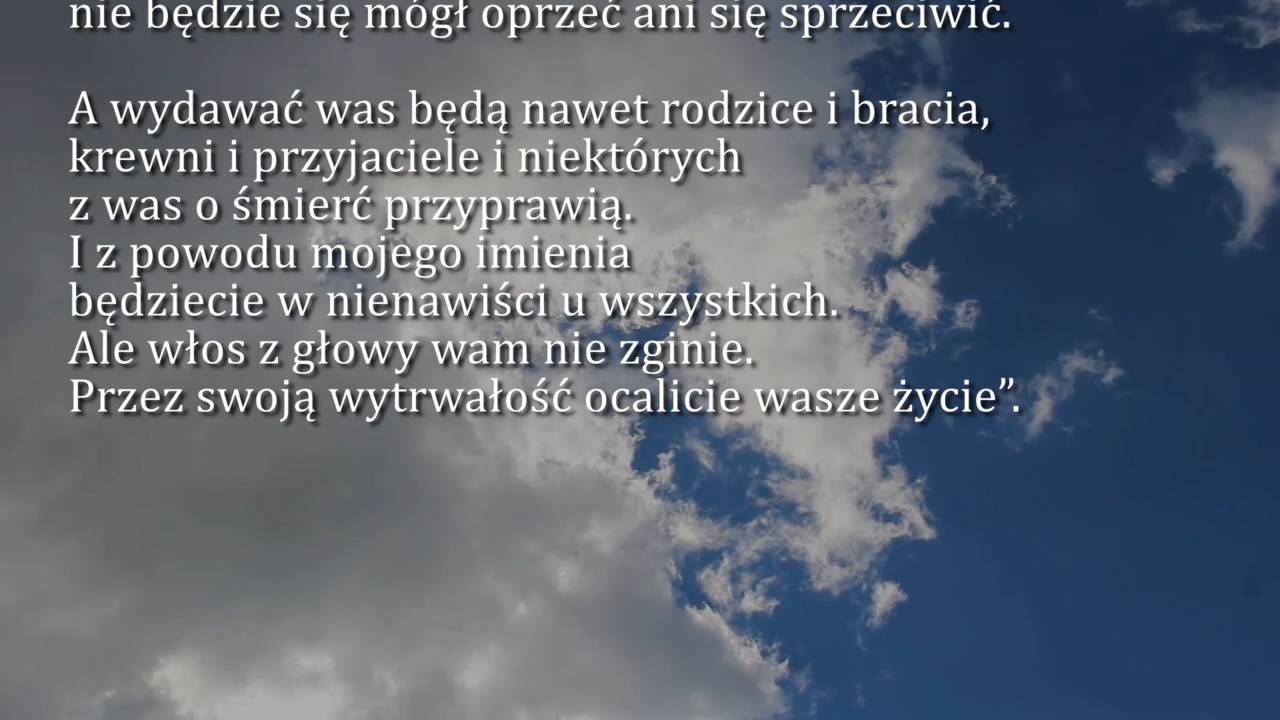 nie będzie się mógł oprzeć ani się sprzeciwić.
A wydawać was będą nawet rodzice i bracia,
krewni i przyjaciele i niektórych
z was o śmierć przyprawią.
I z powodu mojego imienia
będziecie w nienawiści u wszystkich.
Ale włos z głowy wam nie zginie.
Przez swoją wytrwałość ocalicie wasze życie”.